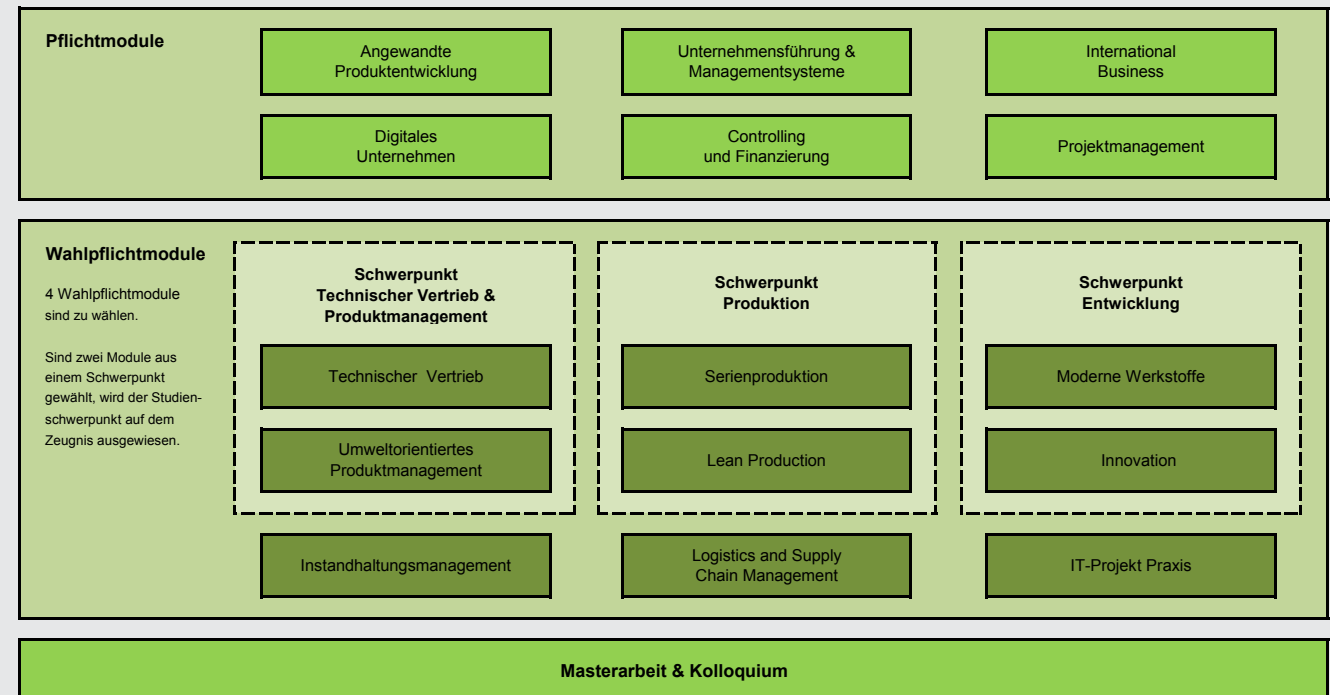 Pflichtmodule
Angewandte
Produktentwicklung
Unternehmensführung &
Managementsysteme
International
Business
Digitales
Unternehmen
Controlling
und Finanzierung
Projektmanagement
Wahlpflichtmodule
4 Wahlpflichtmodule
sind zu wählen.
Sind zwei Module aus
einem Schwerpunkt
gewählt, wird der Studien-
schwerpunkt auf dem
Zeugnis ausgewiesen.
Schwerpunkt
Technischer Vertrieb &
Produktmanagement
Technischer Vertrieb
Umweltorientiertes
Produktmanagement
Schwerpunkt
Produktion
Serienproduktion
Lean Production
Schwerpunkt
Entwicklung
Moderne Werkstoffe
Innovation
Instandhaltungsmanagement
Logistics and Supply
Chain Management
IT-Projekt Praxis
Masterarbeit & Kolloquium